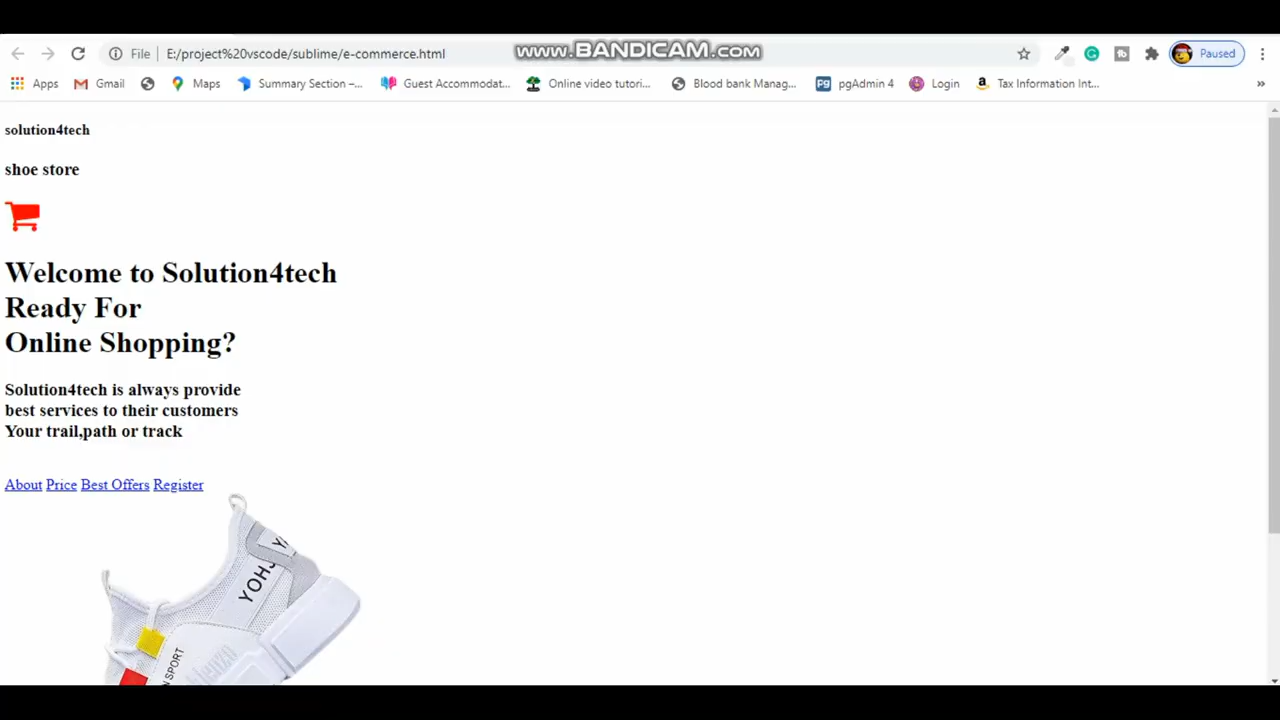 www.BANDICAM.com
File E:/project%20vscode/sublime/e-commerce.html Paused
Apps Gmail Maps Summary Section -... Guest Accommodat... Online video tutori... Blood bank Manag... pgAdmin 4 Login Tax Information Int... »
solution4tech
shoe store
Welcome to Solution4tech
Ready For
Online Shopping?
Solution4tech is always provide
best services to their customers
Your trail,path or track
About Price Best Offers Register
YOHJ
SPORT